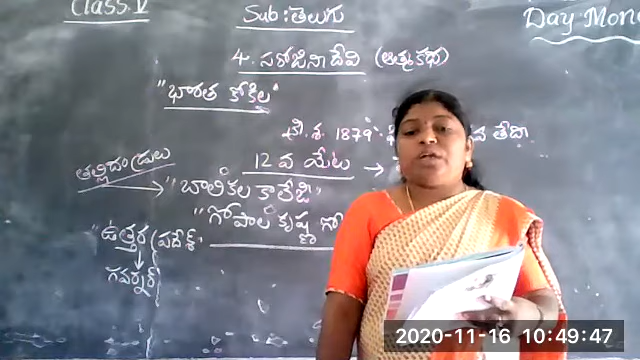 Class: V
Sub: తెలుగు
Day Mon
4. సరోజినీదేవి (ఆత్మకథ)
"భారత కోకిల"
క్రీ.శ. 1879 వ తేదీ
తల్లిదండ్రులు
12 వ యేట →
→ "బాలికల కాలేజి"
"గోపాల కృష్ణ గో
"ఉత్తర ప్రదేశ్"
గవర్నర్
2020-11-16 10:49:47